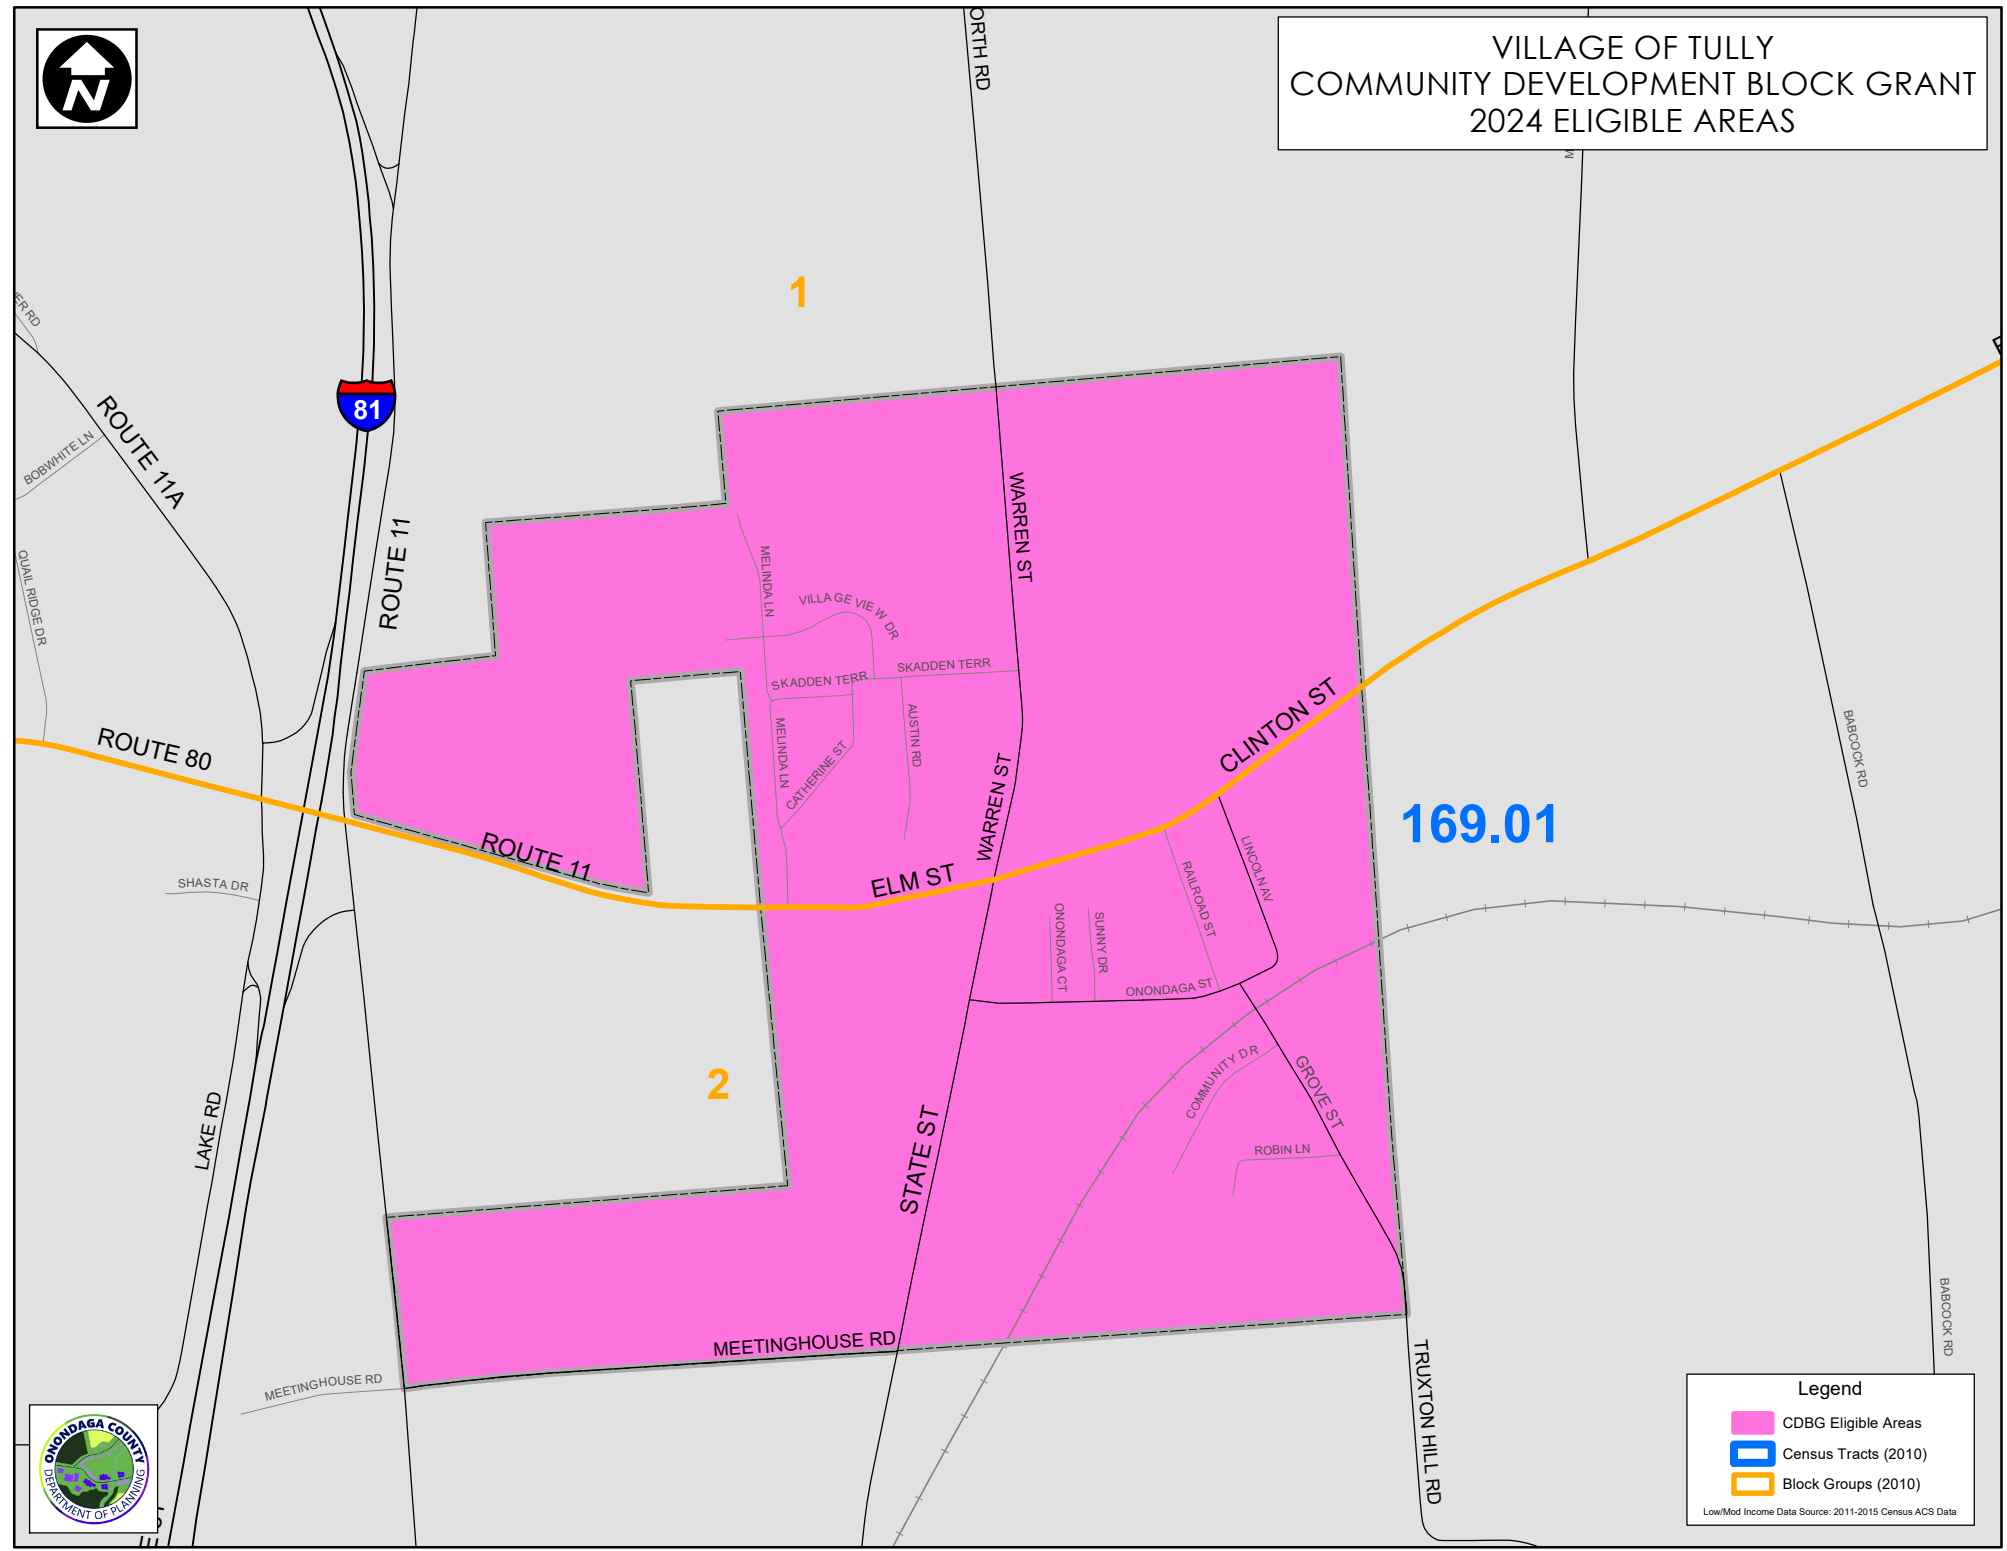 VILLAGE OF TULLY
COMMUNITY DEVELOPMENT BLOCK GRANT
2024 ELIGIBLE AREAS
N
ORTH RD
M
1
ER RD
81
ROUTE 11A
BOBWHITE LN
ROUTE 11
QUAIL RIDGE DR
WARREN ST
MELINDA LN
VILLAGE VIEW DR
SKADDEN TERR
SKADDEN TERR
MELINDA LN
CATHERINE ST
AUSTIN RD
CLINTON ST
BABCOCK RD
ROUTE 80
WARREN ST
169.01
ROUTE 11
ELM ST
SHASTA DR
LINCOLN AV
RAILROAD ST
ONONDAGA CT
SUNNY DR
ONONDAGA ST
2
COMMUNITY DR
GROVE ST
LAKE RD
STATE ST
ROBIN LN
MEETINGHOUSE RD
MEETINGHOUSE RD
BABCOCK RD
TRUXTON HILL RD
ONONDAGA COUNTY
DEPARTMENT OF PLANNING
Legend
CDBG Eligible Areas
Census Tracts (2010)
Block Groups (2010)
Low/Mod Income Data Source: 2011-2015 Census ACS Data